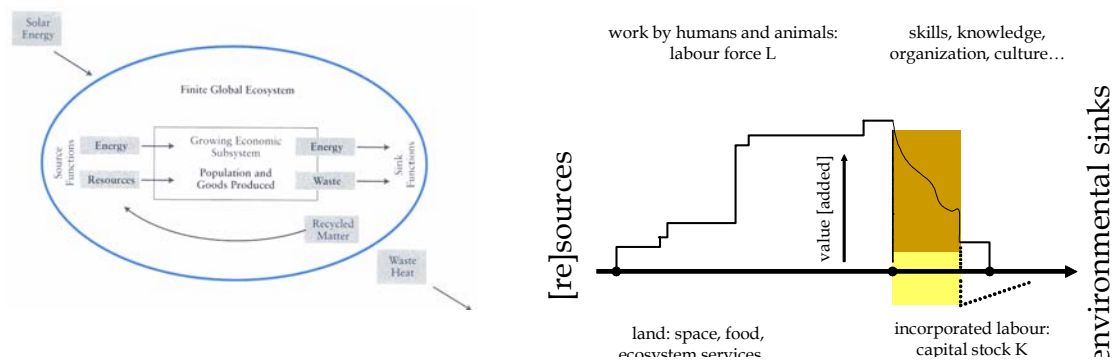 Solar
Energy
Finite Global Ecosystem
Source
Functions
Energy
Resources
Growing Economic
Subsystem
Population and
Goods Produced
Energy
Waste
Sink
Functions
Recycled
Matter
Waste
Heat
work by humans and animals:
labour force L
skills, knowledge,
organization, culture…
[re]sources
value [added]
environmental sinks
land: space, food,
ecosystem services
incorporated labour:
capital stock K